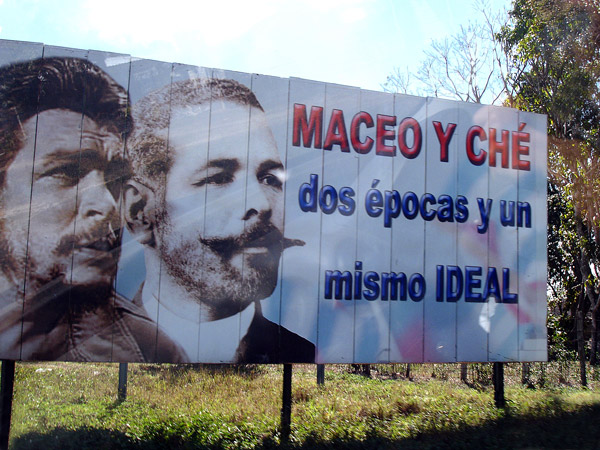 MACEO Y CHÉ
dos épocas y un
mismo IDEAL